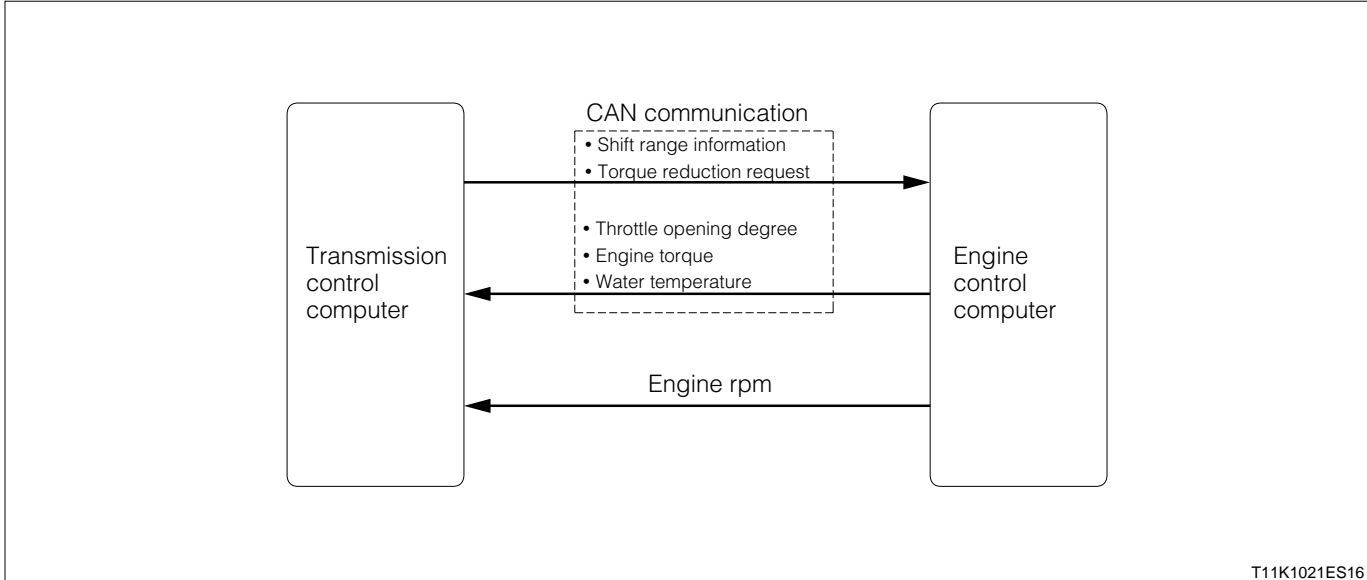 CAN communication
• Shift range information
• Torque reduction request
• Throttle opening degree
• Engine torque
• Water temperature
Transmission
control
computer
Engine
control
computer
Engine rpm
T11K1021ES16